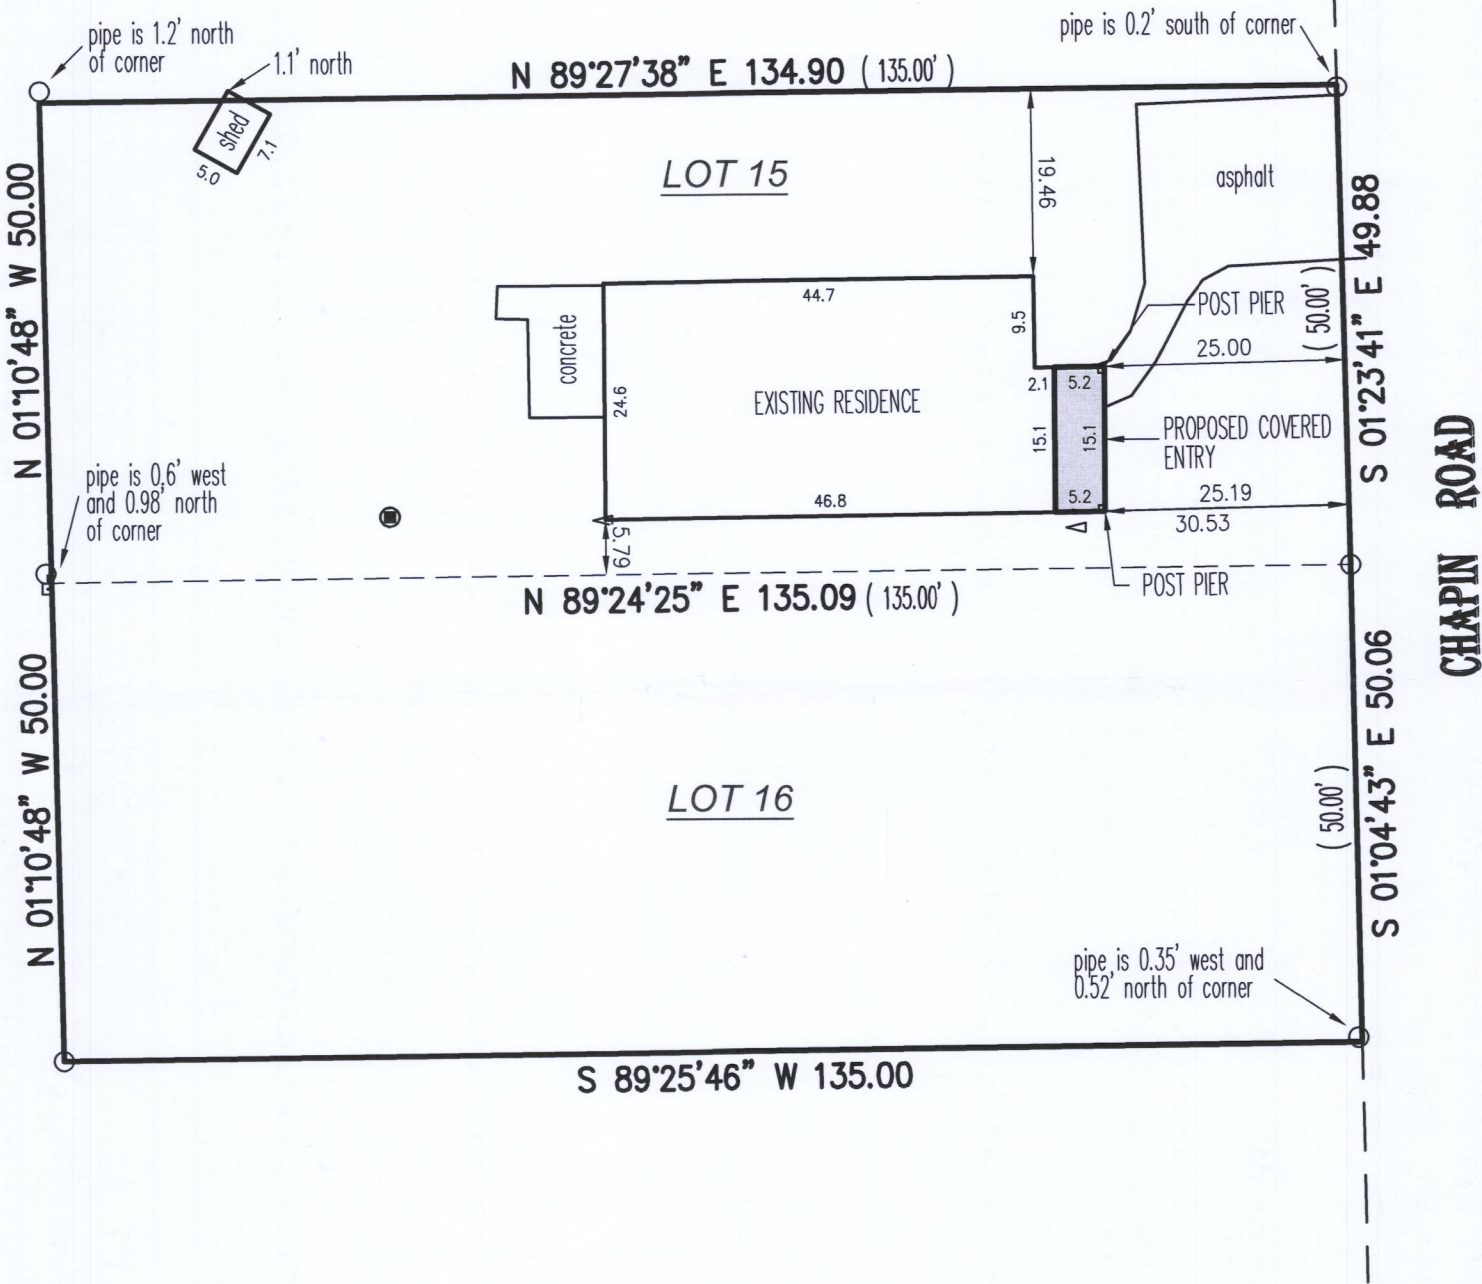 pipe is 1.2' north
of corner
1.1' north
N 89°27'38" E 134.90 ( 135.00' )
pipe is 0.2' south of corner
shed
7.1
5.0
LOT 15
19.46
asphalt
N 01°10'48" W 50.00
S 01°23'41" E 49.88
( 50.00' )
44.7
9.5
POST PIER
25.00
concrete
24.6
EXISTING RESIDENCE
2.1
5.2
15.1
15.1
PROPOSED COVERED
ENTRY
pipe is 0.6' west
and 0.98' north
of corner
46.8
5.2
25.19
30.53
5.79
POST PIER
N 89°24'25" E 135.09 ( 135.00' )
CHAPIN ROAD
N 01°10'48" W 50.00
S 01°04'43" E 50.06
( 50.00' )
LOT 16
pipe is 0.35' west and
0.52' north of corner
S 89°25'46" W 135.00